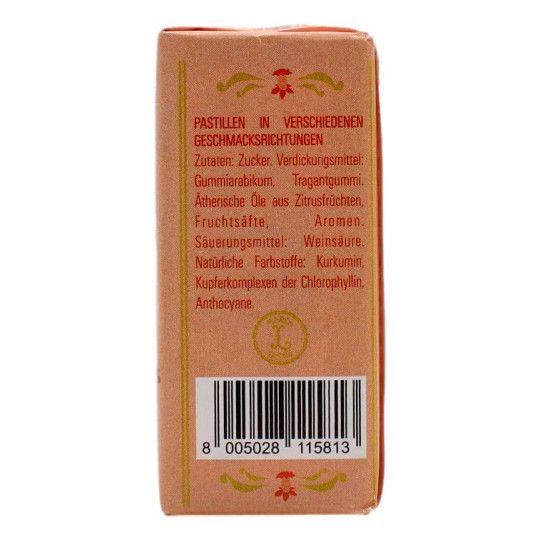 PASTILLEN IN VERSCHIEDENEN
GESCHMACKSRICHTUNGEN
Zutaten: Zucker. Verdickungsmittel:
Gummiarabikum, Tragantgummi.
Ätherische Öle aus Zitrusfrüchten,
Fruchtsäfte, Aromen.
Säuerungsmittel: Weinsäure.
Natürliche Farbstoffe: Kurkumin,
Kupferkomplexen der Chlorophyllin,
Anthocyane.
L
8 005028 115813